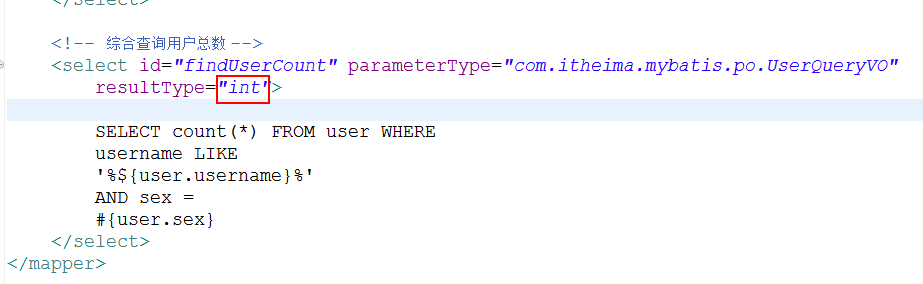 </select>
<!-- 综合查询用户总数 -->
<select id="findUserCount" parameterType="com.itheima.mybatis.po.UserQueryVO"
resultType="int">
SELECT count(*) FROM user WHERE
username LIKE
'%${user.username}%'
AND sex =
#{user.sex}
</select>
</mapper>